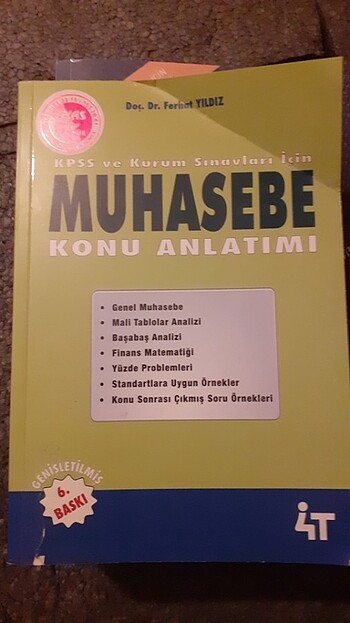 Doç. Dr. Ferhat YILDIZ
KPSS ve Kurum Sınavları İçin
MUHASEBE
KONU ANLATIMI
• Genel Muhasebe
• Mali Tablolar Analizi
• Başabaş Analizi
• Finans Matematiği
• Yüzde Problemleri
• Standartlara Uygun Örnekler
• Konu Sonrası Çıkmış Soru Örnekleri
GENİŞLETİLMİŞ
6.
BASKI
4T